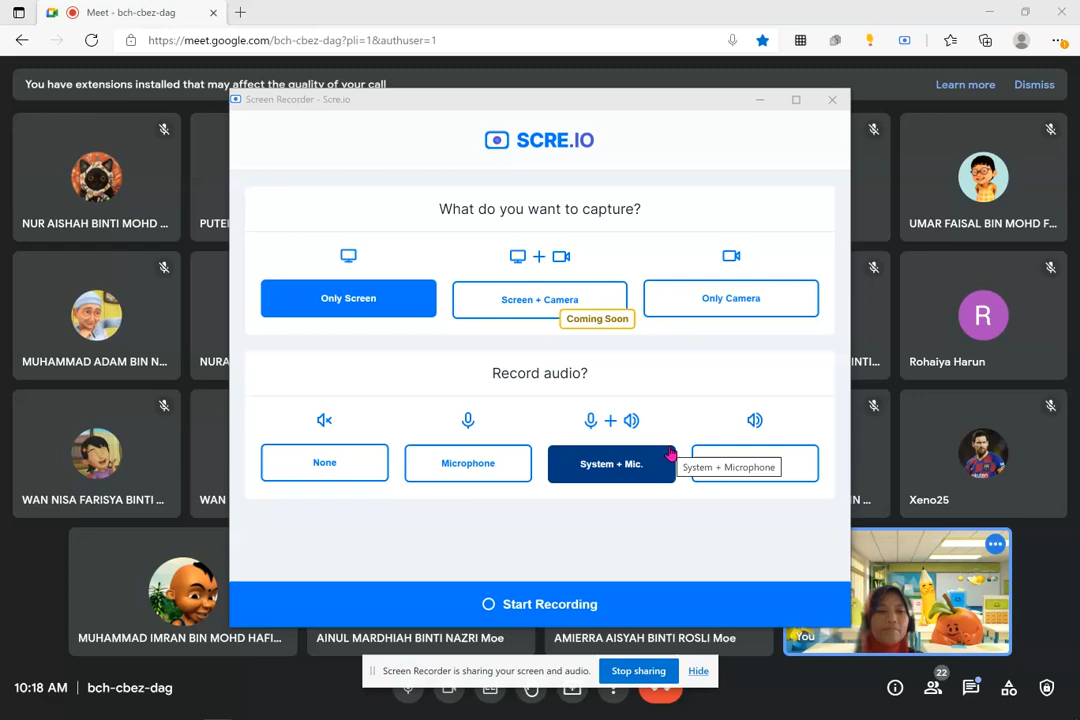 Meet - bch-cbez-dag
https://meet.google.com/bch-cbez-dag?pli=1&authuser=1
You have extensions installed that may affect the quality of your call
Learn more
Dismiss
Screen Recorder - Scre.io
SCRE.IO
What do you want to capture?
Only Screen
Screen + Camera
Only Camera
Coming Soon
Record audio?
None
Microphone
System + Mic.
System + Microphone
Start Recording
NUR AISHAH BINTI MOHD ...
PUTE
UMAR FAISAL BIN MOHD F...
MUHAMMAD ADAM BIN N...
NURA
INTI...
R
Rohaiya Harun
WAN NISA FARISYA BINTI ...
WAN
N ...
Xeno25
MUHAMMAD IMRAN BIN MOHD HAFI...
AINUL MARDHIAH BINTI NAZRI Moe
AMIERRA AISYAH BINTI ROSLI Moe
You
Screen Recorder is sharing your screen and audio.
Stop sharing
Hide
10:18 AM
bch-cbez-dag
22